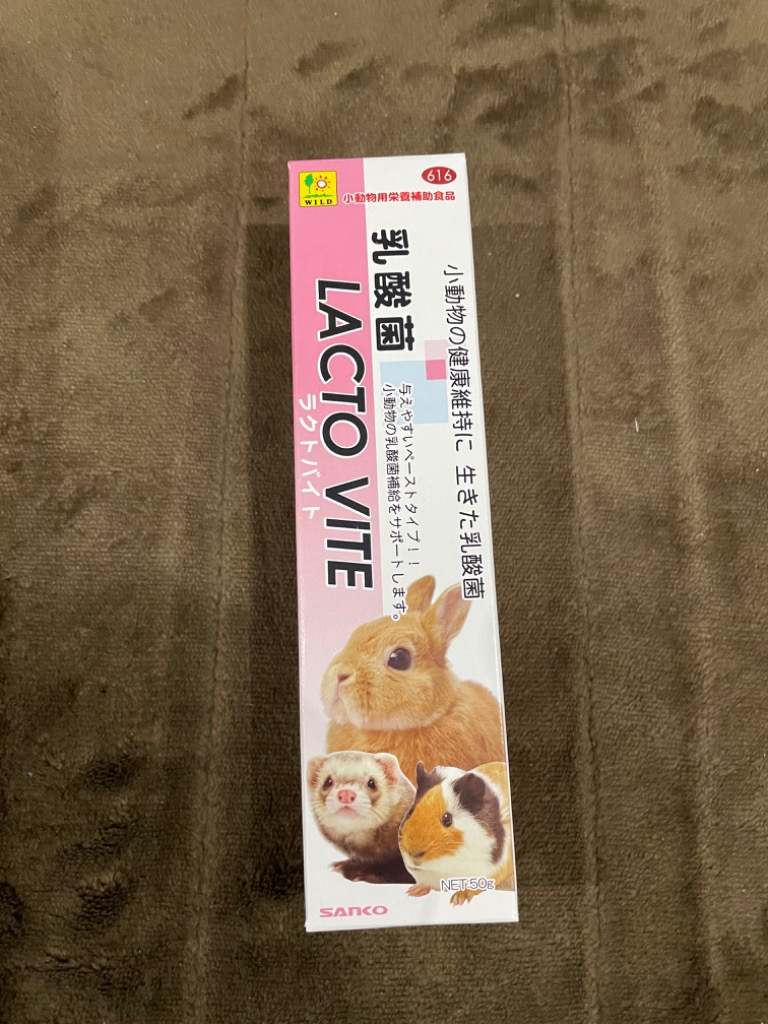 616
WILD
小動物用栄養補助食品
小動物の健康維持に 生きた乳酸菌
乳酸菌
LACTO VITE
ラクトバイト
与えやすいペーストタイプ！！
小動物の乳酸菌補給をサポートします。
NET 50g
SANKO